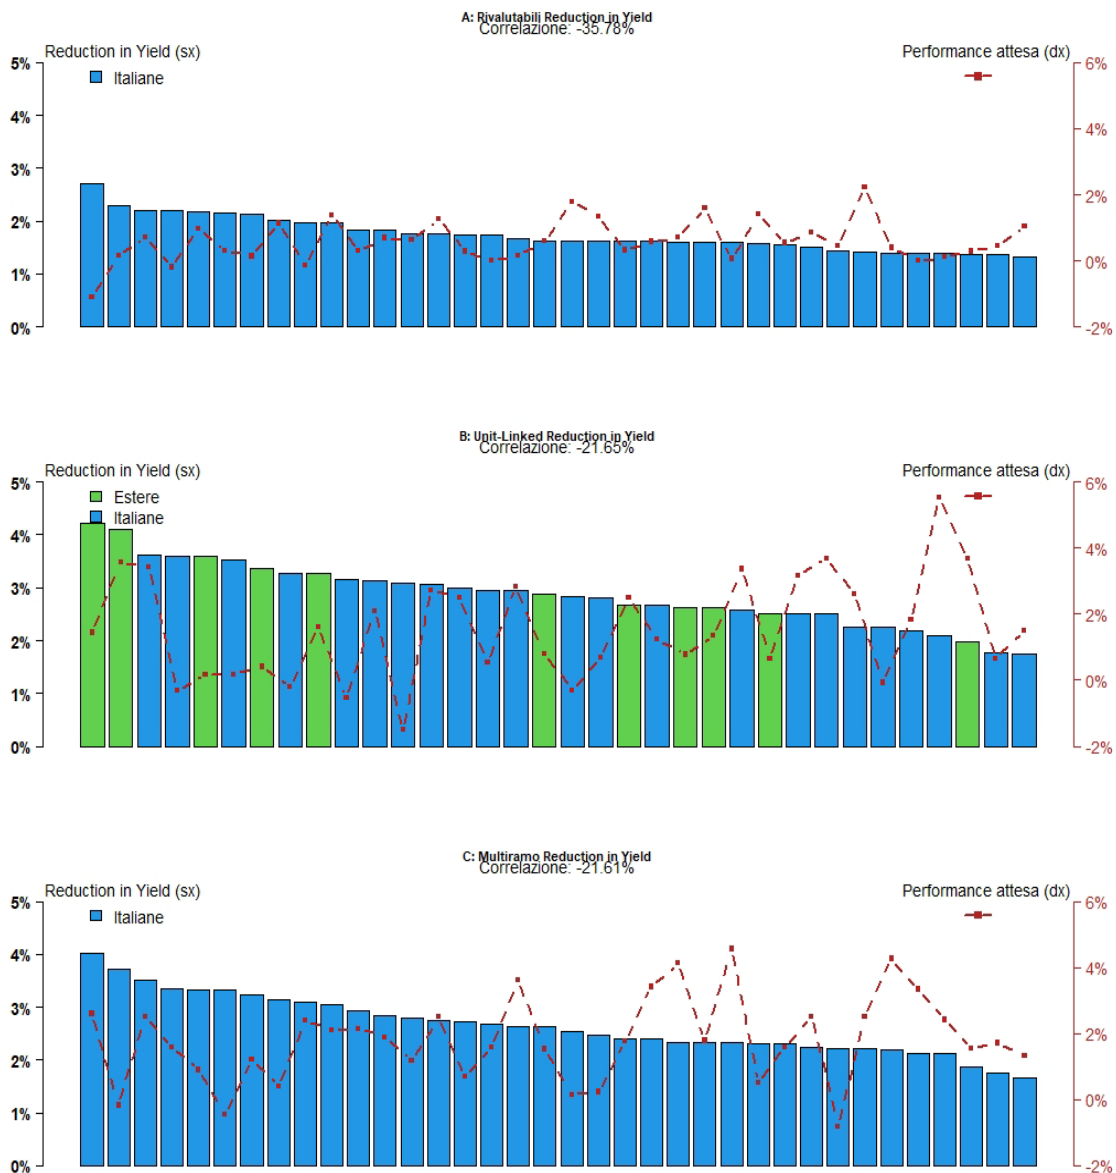 A: Rivalutabili Reduction in Yield
Correlazione: -35.78%
Reduction in Yield (sx)
Performance attesa (dx)
Italiane
5%
4%
3%
2%
1%
0%
6%
4%
2%
0%
-2%
B: Unit-Linked Reduction in Yield
Correlazione: -21.65%
Reduction in Yield (sx)
Performance attesa (dx)
Estere
Italiane
5%
4%
3%
2%
1%
0%
6%
4%
2%
0%
-2%
C: Multiramo Reduction in Yield
Correlazione: -21.61%
Reduction in Yield (sx)
Performance attesa (dx)
Italiane
5%
4%
3%
2%
1%
0%
6%
4%
2%
0%
-2%